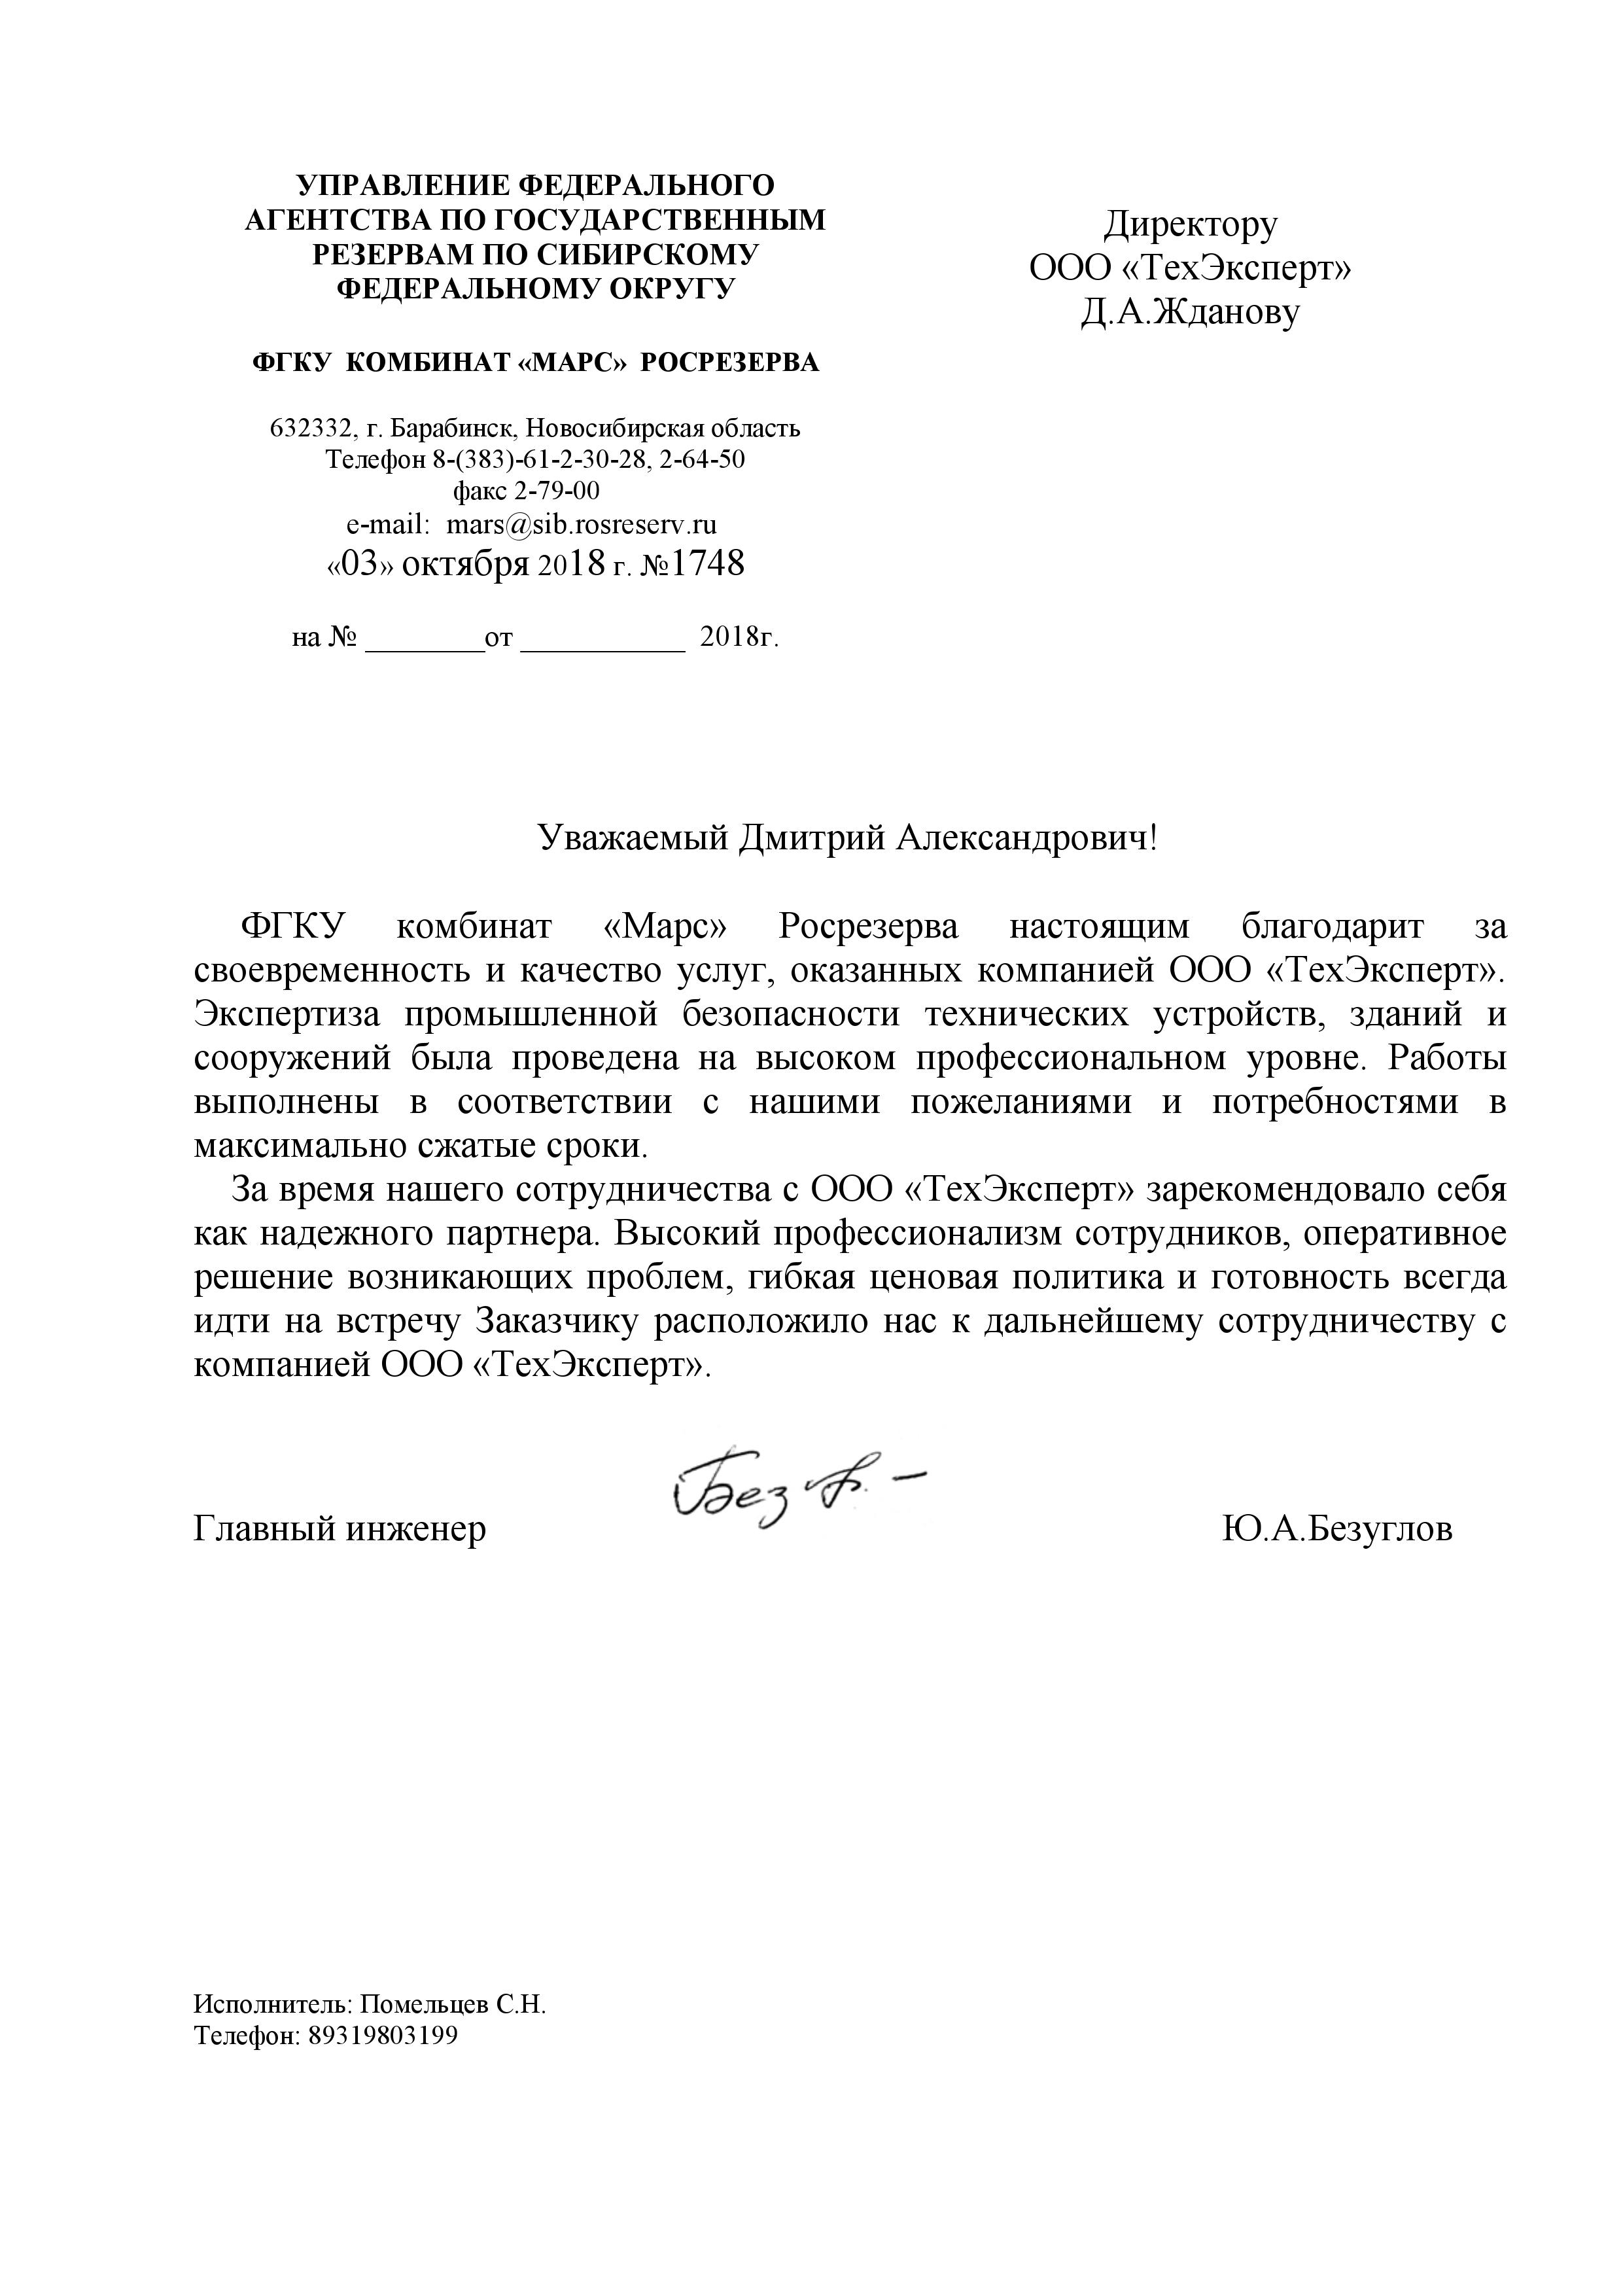 УПРАВЛЕНИЕ ФЕДЕРАЛЬНОГО
АГЕНТСТВА ПО ГОСУДАРСТВЕННЫМ
РЕЗЕРВАМ ПО СИБИРСКОМУ
ФЕДЕРАЛЬНОМУ ОКРУГУ
ФГКУ КОМБИНАТ «МАРС» РОСРЕЗЕРВА
632332, г. Барабинск, Новосибирская область
Телефон 8-(383)-61-2-30-28, 2-64-50
факс 2-79-00
e-mail: mars@sib.rosreserv.ru
«03» октября 2018 г. №1748
на № ________от ___________ 2018г.
Директору
ООО «ТехЭксперт»
Д.А.Жданову
Уважаемый Дмитрий Александрович!
ФГКУ комбинат «Марс» Росрезерва настоящим благодарит за
своевременность и качество услуг, оказанных компанией ООО «ТехЭксперт».
Экспертиза промышленной безопасности технических устройств, зданий и
сооружений была проведена на высоком профессиональном уровне. Работы
выполнены в соответствии с нашими пожеланиями и потребностями в
максимально сжатые сроки.
За время нашего сотрудничества с ООО «ТехЭксперт» зарекомендовало себя
как надежного партнера. Высокий профессионализм сотрудников, оперативное
решение возникающих проблем, гибкая ценовая политика и готовность всегда
идти на встречу Заказчику расположило нас к дальнейшему сотрудничеству с
компанией ООО «ТехЭксперт».
Главный инженер Ю.А.Безуглов
Исполнитель: Помельцев С.Н.
Телефон: 89319803199